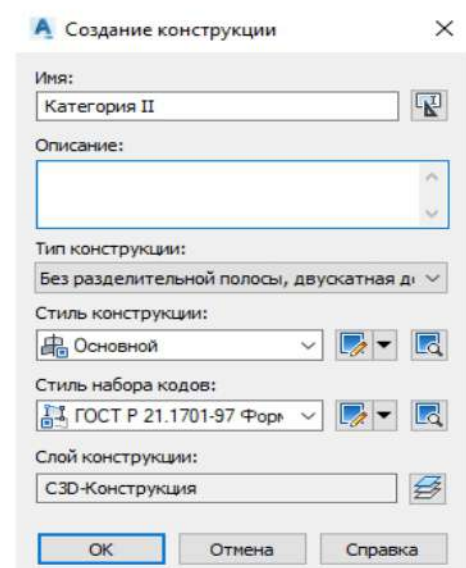 Создание конструкции
Имя:
Категория II
Описание:
Тип конструкции:
Без разделительной полосы, двускатная
Стиль конструкции:
Основной
Стиль набора кодов:
ГОСТ Р 21.1701-97 Форм
Слой конструкции:
C3D-Конструкция
ОК Отмена Справка